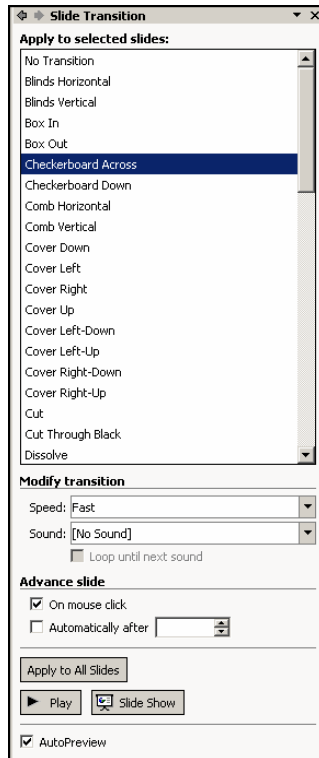 Slide Transition
Apply to selected slides:
No Transition
Blinds Horizontal
Blinds Vertical
Box In
Box Out
Checkerboard Across
Checkerboard Down
Comb Horizontal
Comb Vertical
Cover Down
Cover Left
Cover Right
Cover Up
Cover Left-Down
Cover Left-Up
Cover Right-Down
Cover Right-Up
Cut
Cut Through Black
Dissolve
Modify transition
Speed: Fast
Sound: [No Sound]
Loop until next sound
Advance slide
On mouse click
Automatically after
Apply to All Slides
Play Slide Show
AutoPreview